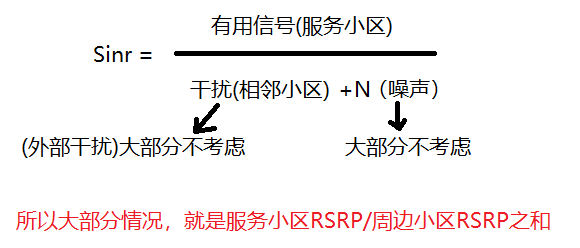 有用信号(服务小区)
Sinr =
干扰(相邻小区) +N（噪声）
(外部干扰)大部分不考虑 大部分不考虑
所以大部分情况，就是服务小区RSRP/周边小区RSRP之和